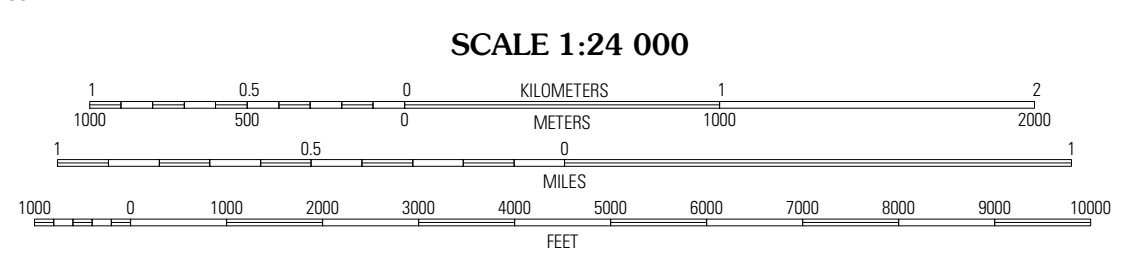 SCALE 1:24 000
1 0.5 0 KILOMETERS 1 2
1000 500 0 METERS 1000 2000
1 0.5 0 1
MILES
1000 0 1000 2000 3000 4000 5000 6000 7000 8000 9000 10000
FEET